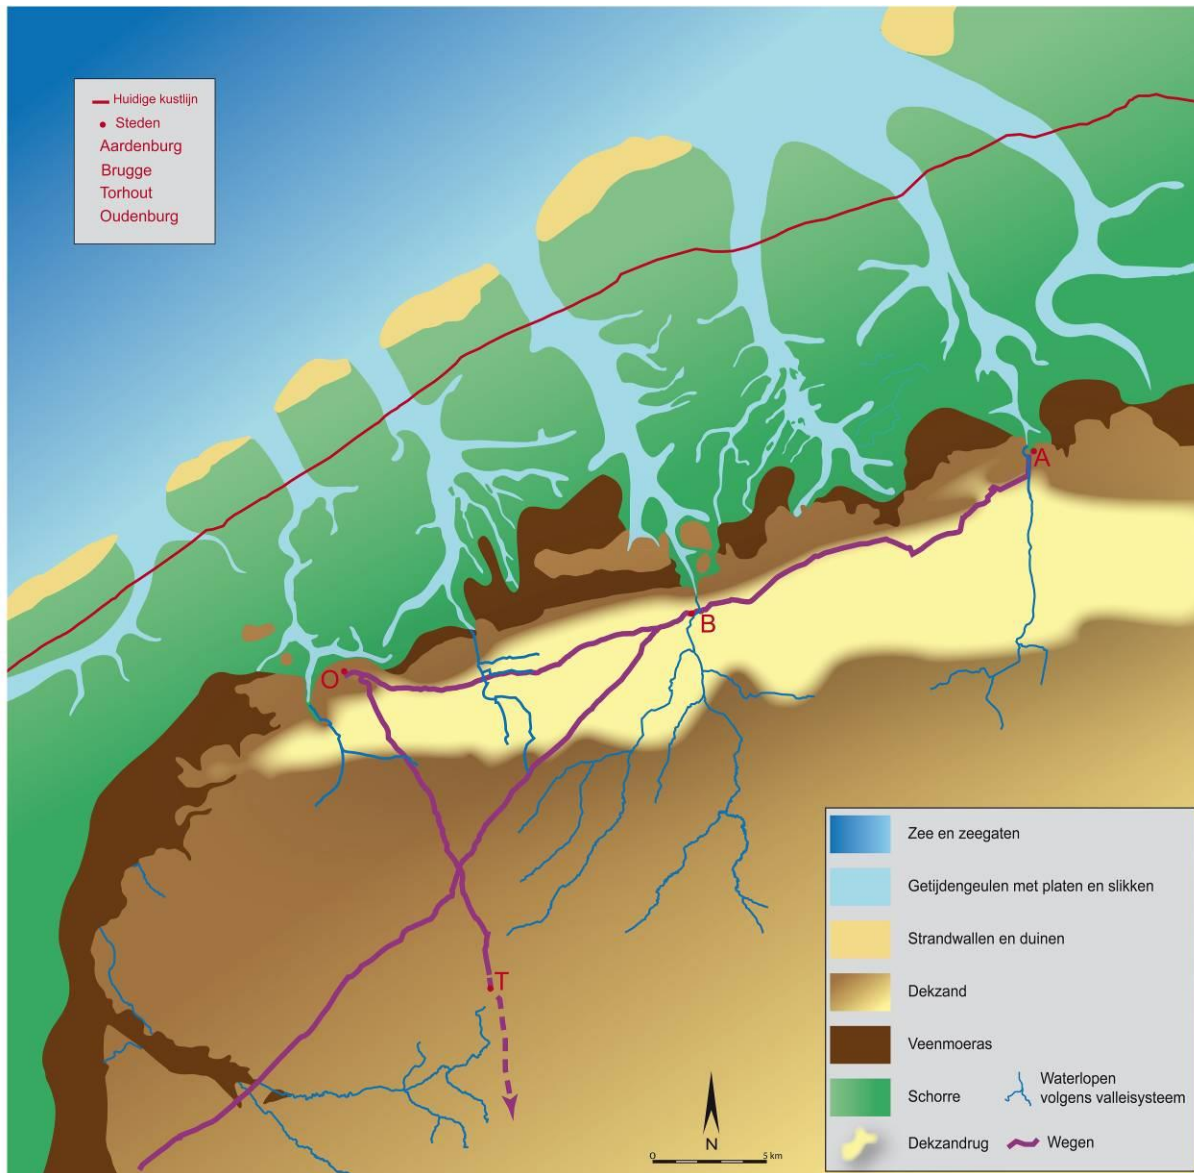 Huidige kustlijn
Steden
Aardenburg
Brugge
Torhout
Oudenburg
A
B
O
T
Zee en zeegaten
Getijdengeulen met platen en slikken
Strandwallen en duinen
Dekzand
Veenmoeras
Schorre
Waterlopen
volgens valleisysteem
Dekzandrug
Wegen
N
0 5 km